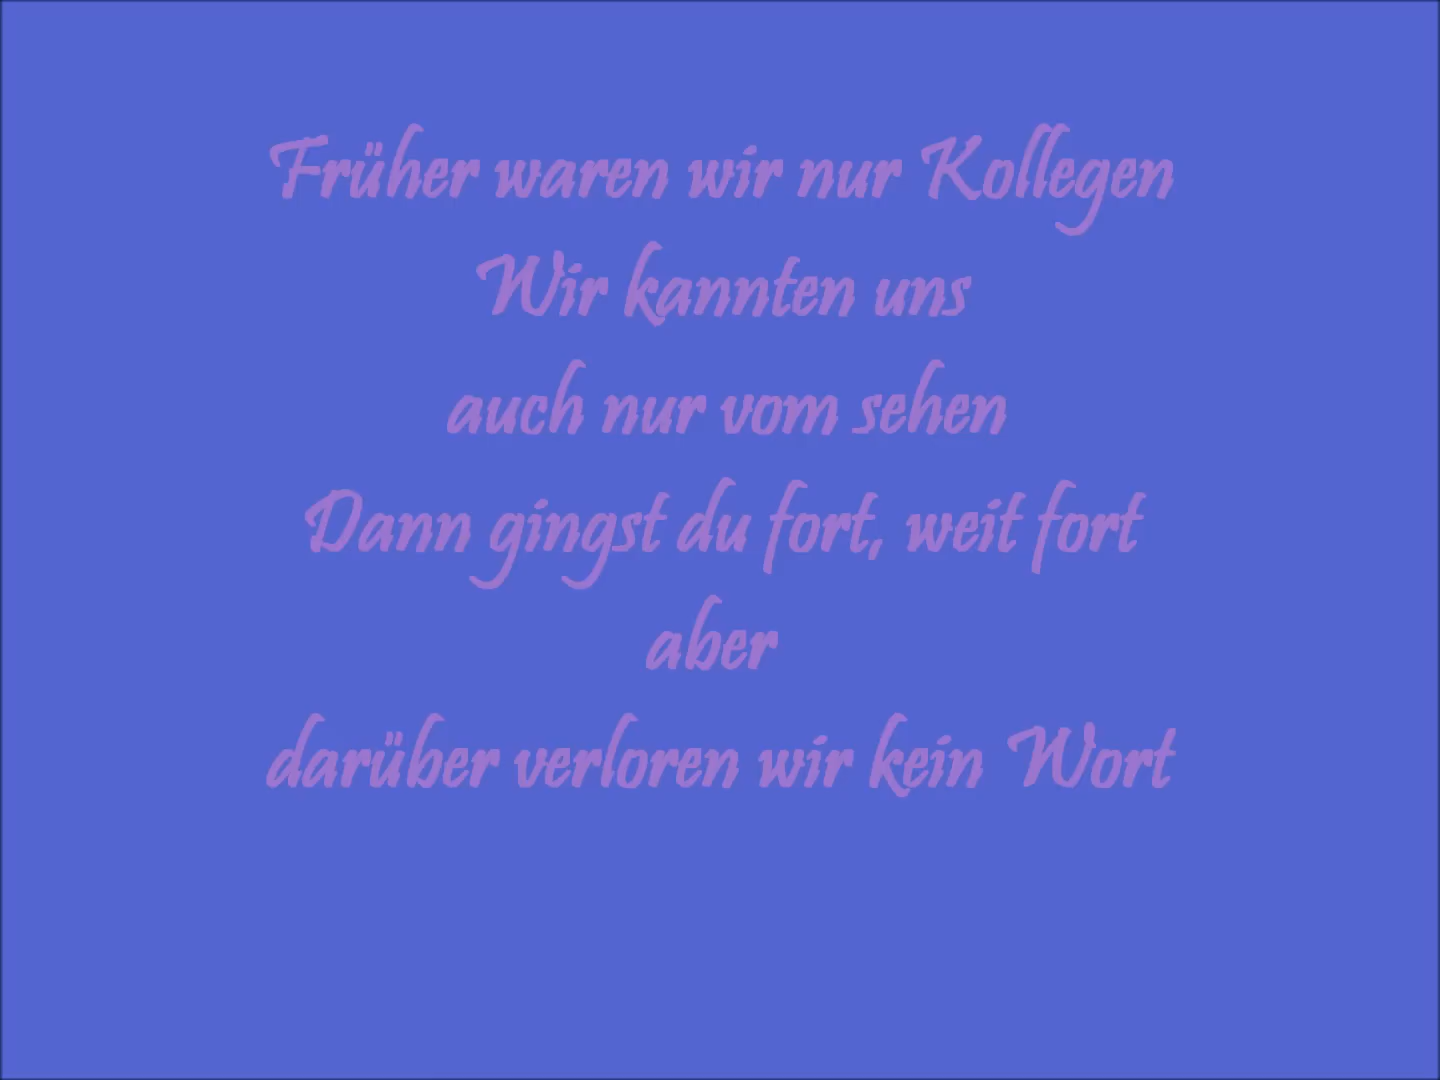 Früher waren wir nur Kollegen
Wir kannten uns
auch nur vom sehen
Dann gingst du fort, weit fort
aber
darüber verloren wir kein Wort